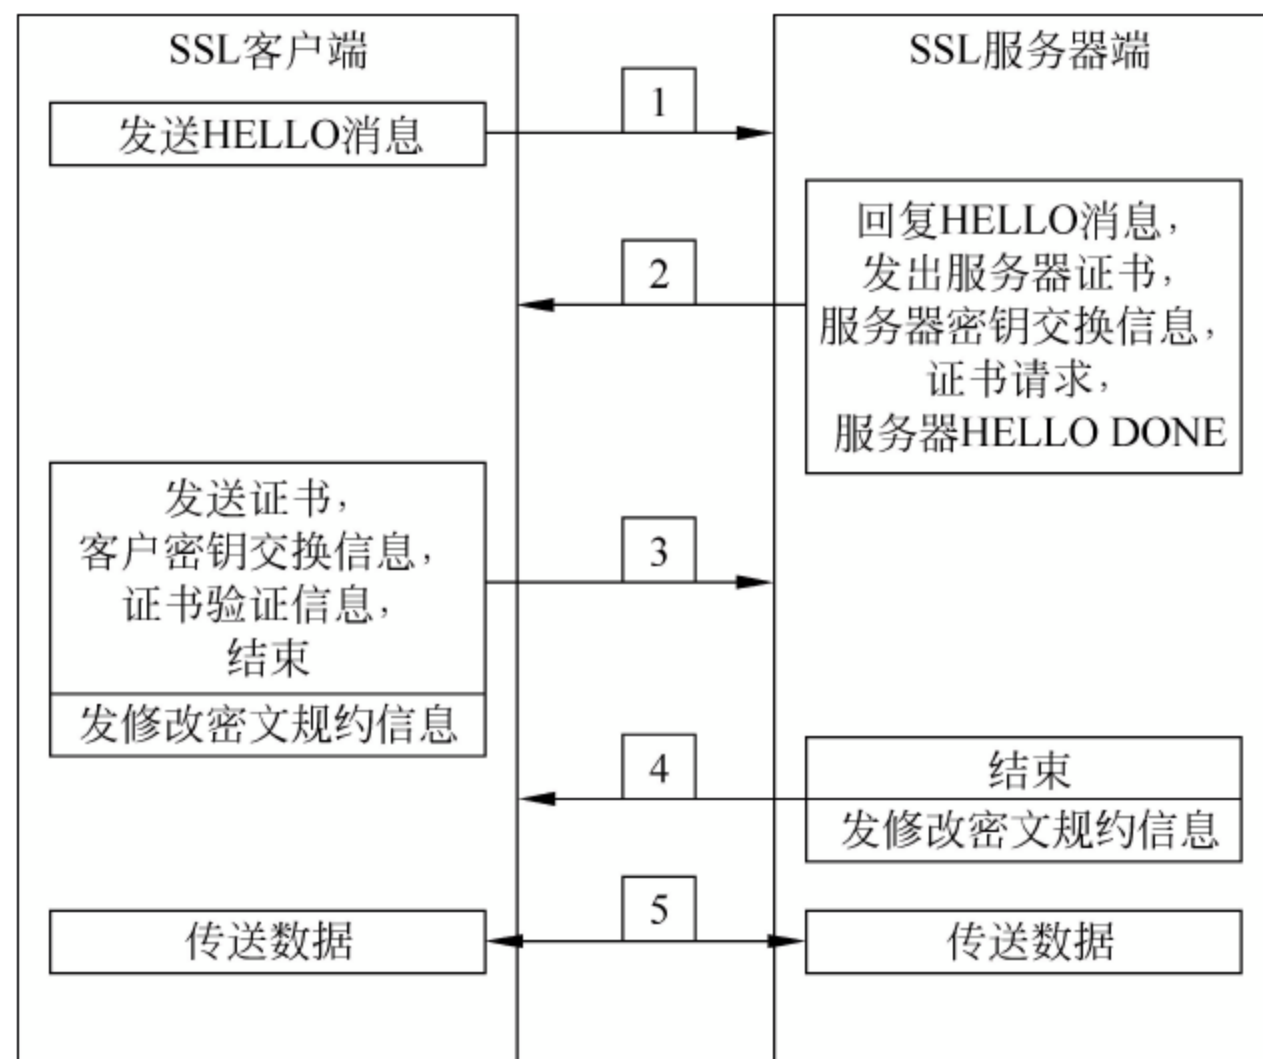 SSL客户端
SSL服务器端
发送HELLO消息
1
回复HELLO消息，
发出服务器证书，
服务器密钥交换信息，
证书请求，
服务器HELLO DONE
2
发送证书，
客户密钥交换信息，
证书验证信息，
结束
发修改密文规约信息
3
4
结束
发修改密文规约信息
传送数据
5
传送数据